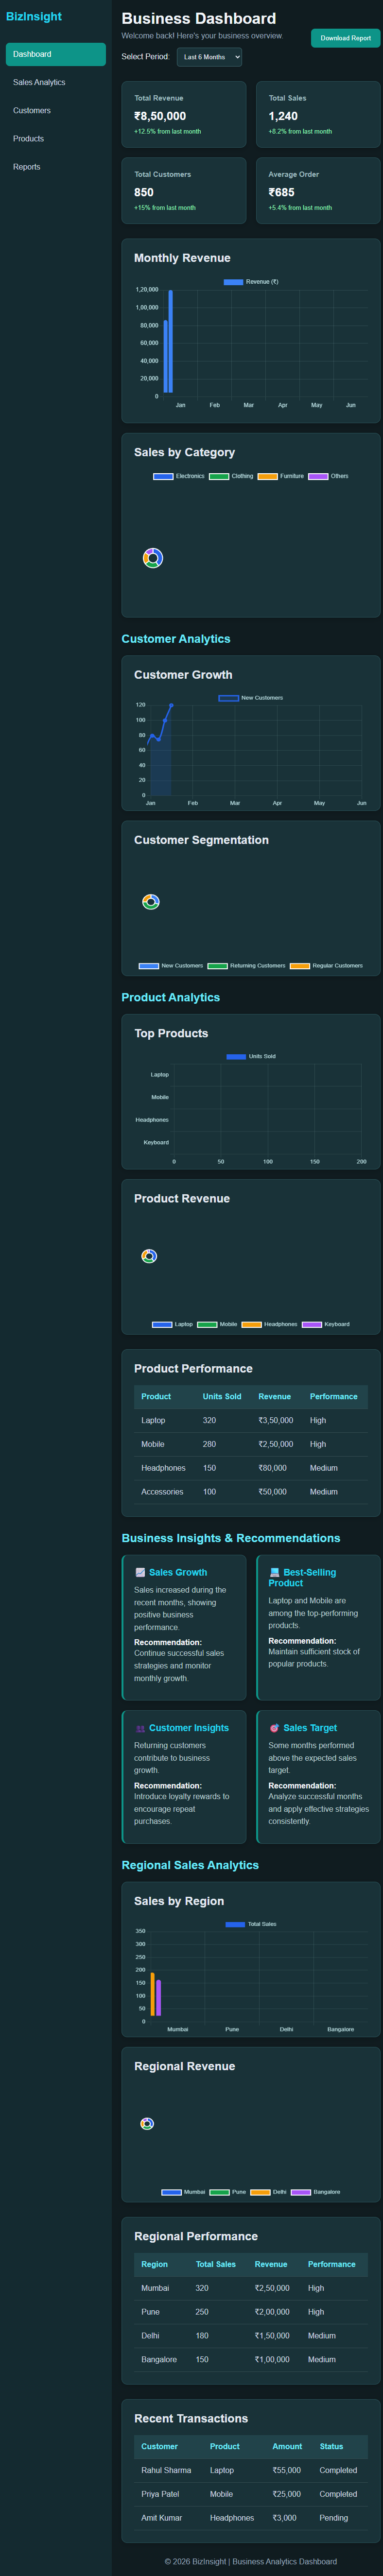 BizInsight
Dashboard
Sales Analytics
Customers
Products
Reports
Business Dashboard
Welcome back! Here's your business overview.
Download Report
Select Period: Last 6 Months
Total Revenue
₹8,50,000
+12.5% from last month
Total Sales
1,240
+8.2% from last month
Total Customers
850
+15% from last month
Average Order
₹685
+5.4% from last month
Monthly Revenue
Revenue (₹)
1,20,000
1,00,000
80,000
60,000
40,000
20,000
0
Jan Feb Mar Apr May Jun
Sales by Category
Electronics Clothing Furniture Others
Customer Analytics
Customer Growth
New Customers
120
100
80
60
40
20
0
Jan Feb Mar Apr May Jun
Customer Segmentation
New Customers Returning Customers Regular Customers
Product Analytics
Top Products
Units Sold
Laptop
Mobile
Headphones
Keyboard
0 50 100 150 200
Product Revenue
Laptop Mobile Headphones Keyboard
Product Performance
Product Units Sold Revenue Performance
Laptop 320 ₹3,50,000 High
Mobile 280 ₹2,50,000 High
Headphones 150 ₹80,000 Medium
Accessories 100 ₹50,000 Medium
Business Insights & Recommendations
📈 Sales Growth
Sales increased during the
recent months, showing
positive business
performance.
Recommendation:
Continue successful sales
strategies and monitor
monthly growth.
💻 Best-Selling
Product
Laptop and Mobile are
among the top-performing
products.
Recommendation:
Maintain sufficient stock of
popular products.
👥 Customer Insights
Returning customers
contribute to business
growth.
Recommendation:
Introduce loyalty rewards to
encourage repeat
purchases.
🎯 Sales Target
Some months performed
above the expected sales
target.
Recommendation:
Analyze successful months
and apply effective strategies
consistently.
Regional Sales Analytics
Sales by Region
Total Sales
350
300
250
200
150
100
50
0
Mumbai Pune Delhi Bangalore
Regional Revenue
Mumbai Pune Delhi Bangalore
Regional Performance
Region Total Sales Revenue Performance
Mumbai 320 ₹2,50,000 High
Pune 250 ₹2,00,000 High
Delhi 180 ₹1,50,000 Medium
Bangalore 150 ₹1,00,000 Medium
Recent Transactions
Customer Product Amount Status
Rahul Sharma Laptop ₹55,000 Completed
Priya Patel Mobile ₹25,000 Completed
Amit Kumar Headphones ₹3,000 Pending
© 2026 BizInsight | Business Analytics Dashboard